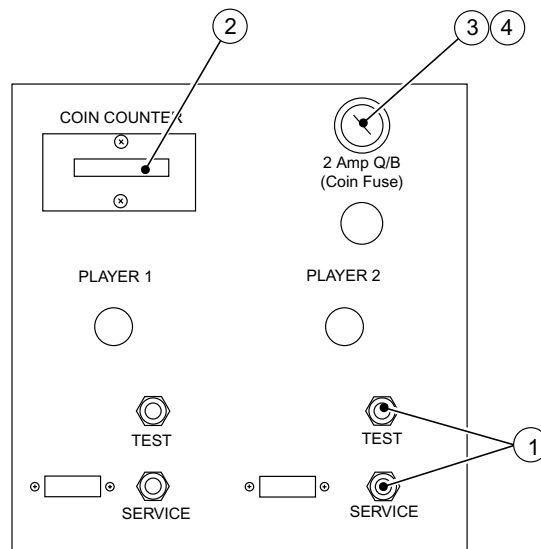 2
3 4
COIN COUNTER
2 Amp Q/B
(Coin Fuse)
PLAYER 1
PLAYER 2
TEST
TEST
1
SERVICE
SERVICE